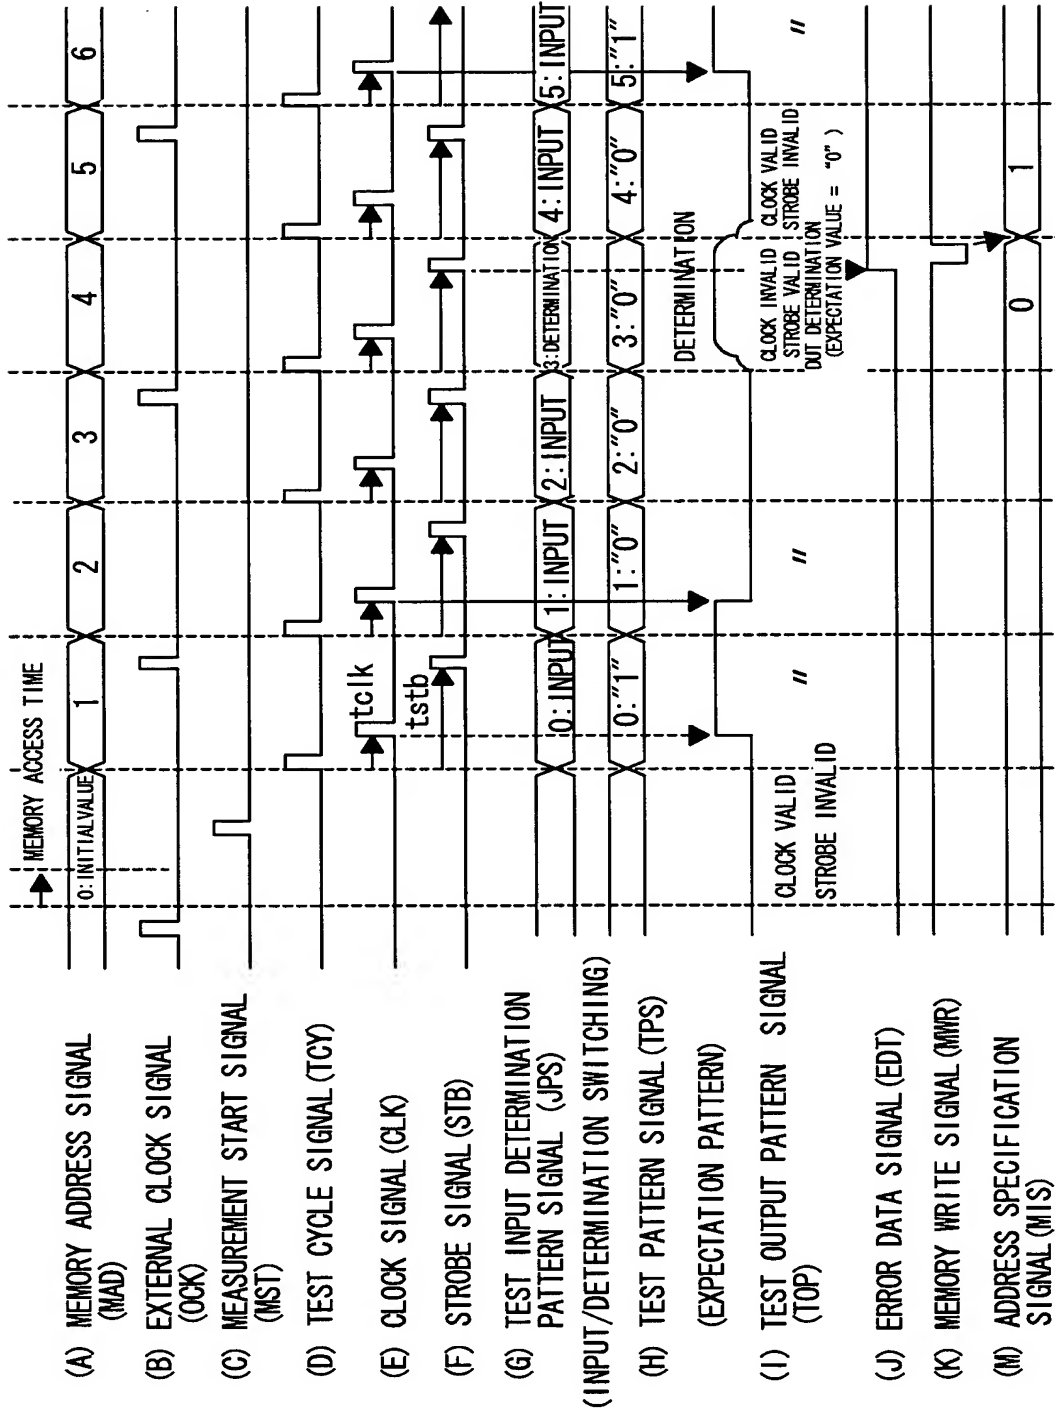 MEMORY ACCESS TIME
(A) MEMORY ADDRESS SIGNAL
(MAD)
0:INITIALVALUE 1 2 3 4 5 6
(B) EXTERNAL CLOCK SIGNAL
(OCK)
(C) MEASUREMENT START SIGNAL
(MST)
(D) TEST CYCLE SIGNAL(TCY)
(E) CLOCK SIGNAL(CLK)
tclk
(F) STROBE SIGNAL(STB)
tstb
(G) TEST INPUT DETERMINATION
PATTERN SIGNAL (JPS)
(INPUT/DETERMINATION SWITCHING)
0:INPUT 1:INPUT 2:INPUT 3:DETERMINATION 4:INPUT 5:INPUT
(H) TEST PATTERN SIGNAL(TPS)
(EXPECTATION PATTERN)
0:"1" 1:"0" 2:"0" 3:"0" 4:"0" 5:"1"
DETERMINATION
(I) TEST OUTPUT PATTERN SIGNAL
(TOP)
CLOCK VALID
STROBE INVALID
"
"
CLOCK INVALID
STROBE VALID
DUT DETERMINATION
(EXPECTATION VALUE = "0" )
CLOCK VALID
STROBE INVALID
"
(J) ERROR DATA SIGNAL(EDT)
(K) MEMORY WRITE SIGNAL(MWR)
(M) ADDRESS SPECIFICATION
SIGNAL(MIS)
0 1